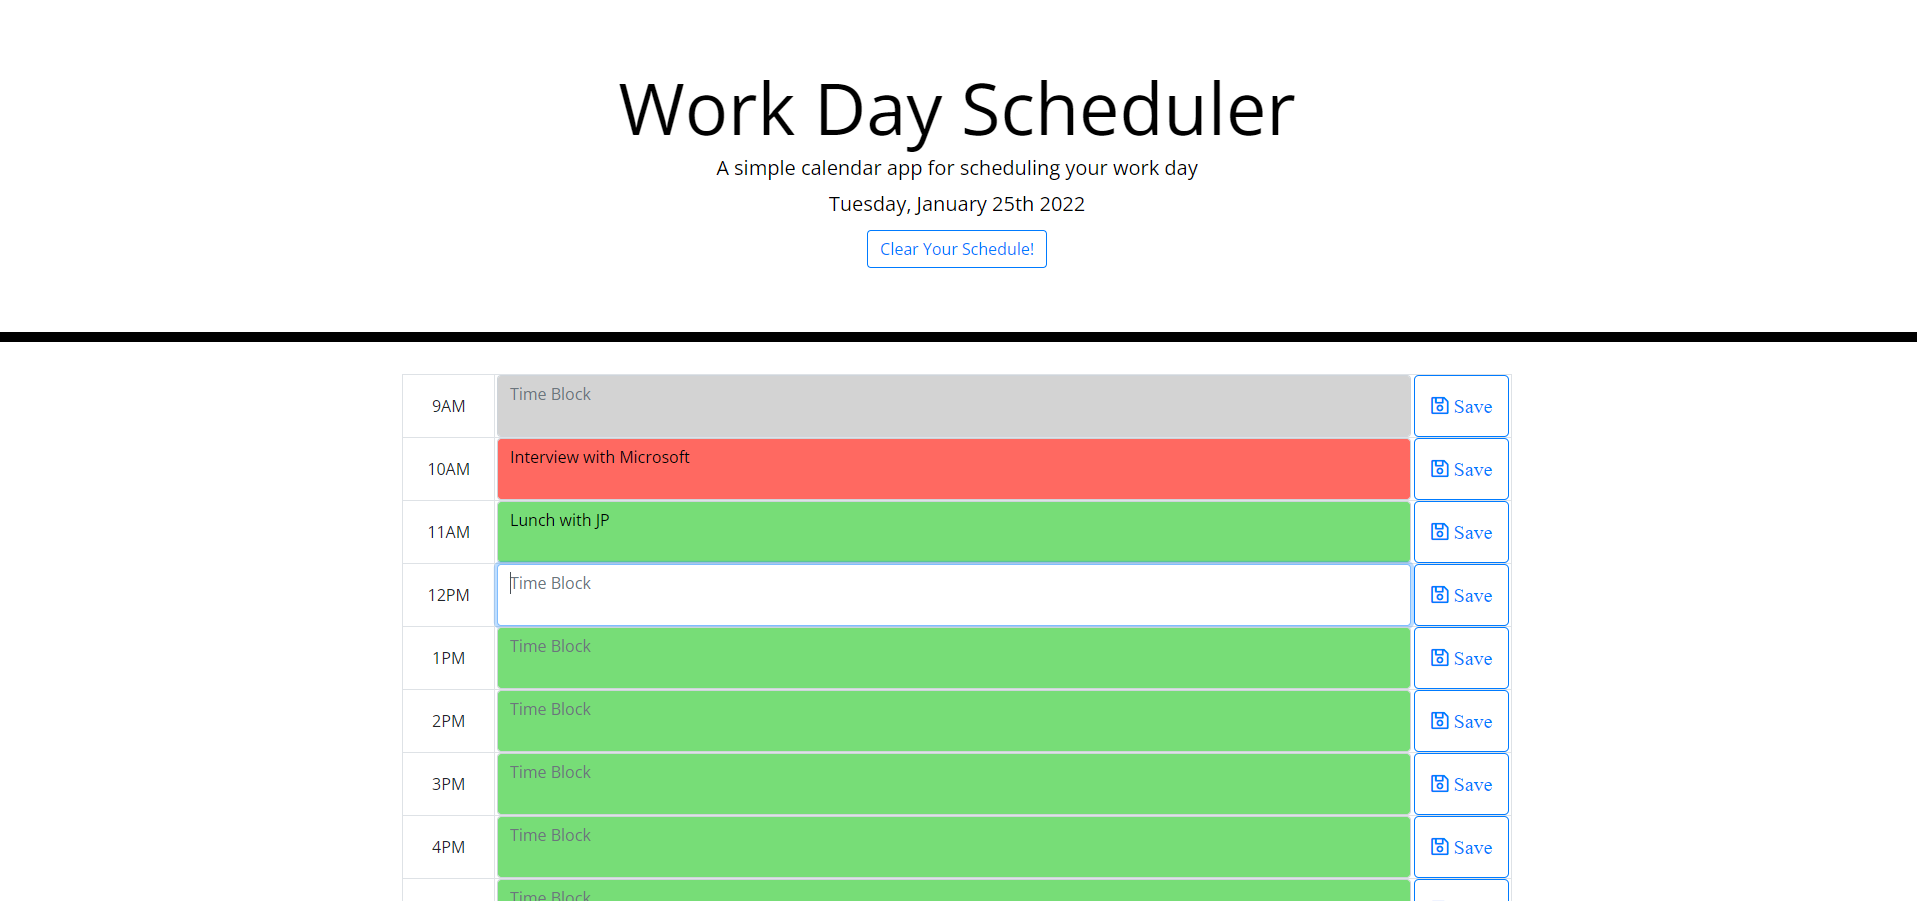 Work Day Scheduler
A simple calendar app for scheduling your work day
Tuesday, January 25th 2022
Clear Your Schedule!
9AM Time Block Save
10AM Interview with Microsoft Save
11AM Lunch with JP Save
12PM Time Block Save
1PM Time Block Save
2PM Time Block Save
3PM Time Block Save
4PM Time Block Save
Time Block